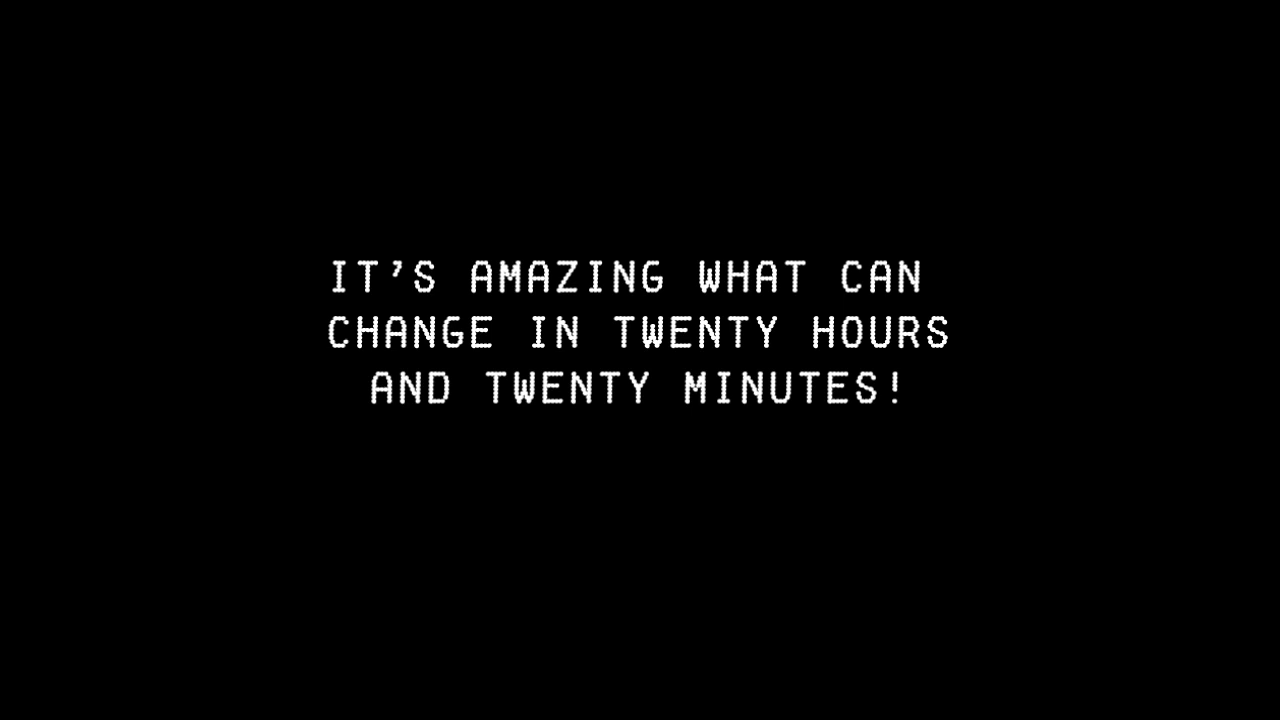 IT'S AMAZING WHAT CAN
CHANGE IN TWENTY HOURS
AND TWENTY MINUTES!